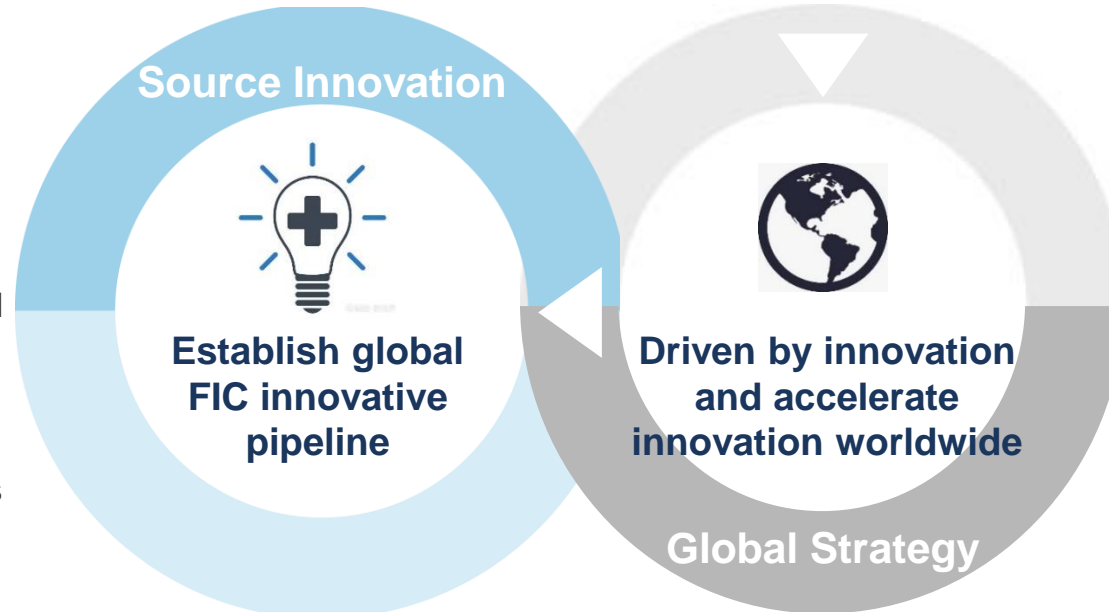 Source Innovation
Establish global
FIC innovative
pipeline
Driven by innovation
and accelerate
innovation worldwide
Global Strategy